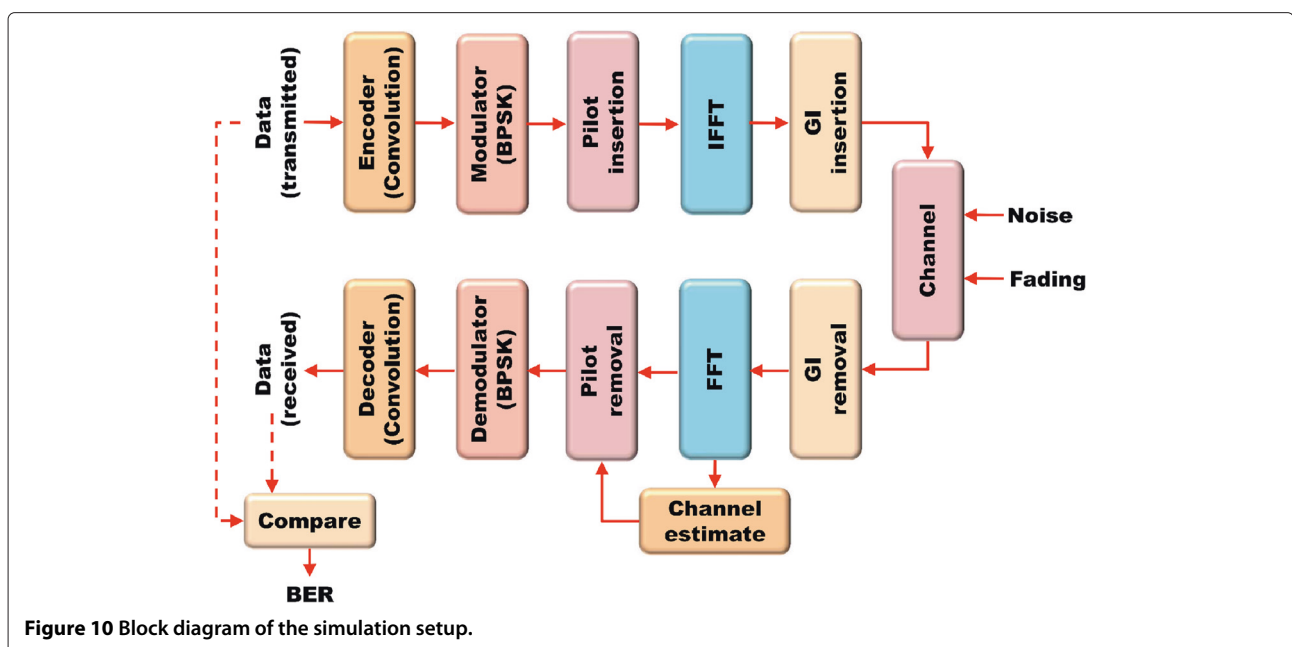 Data
(transmitted)
Encoder
(Convolution)
Modulator
(BPSK)
Pilot
insertion
IFFT
GI
insertion
Channel
Noise
Fading
Data
(received)
Decoder
(Convolution)
Demodulator
(BPSK)
Pilot
removal
FFT
GI
removal
Compare
Channel
estimate
BER
Figure 10 Block diagram of the simulation setup.